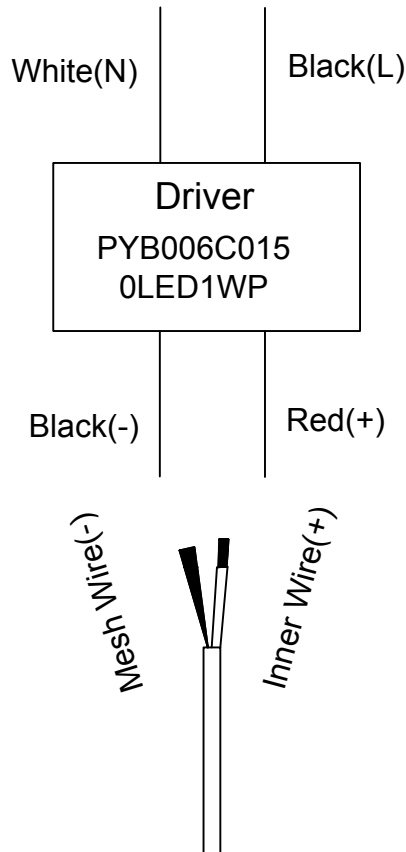 White(N)
Black(L)
Driver
PYB006C015
0LED1WP
Black(-)
Red(+)
Mesh Wire(-)
Inner Wire(+)